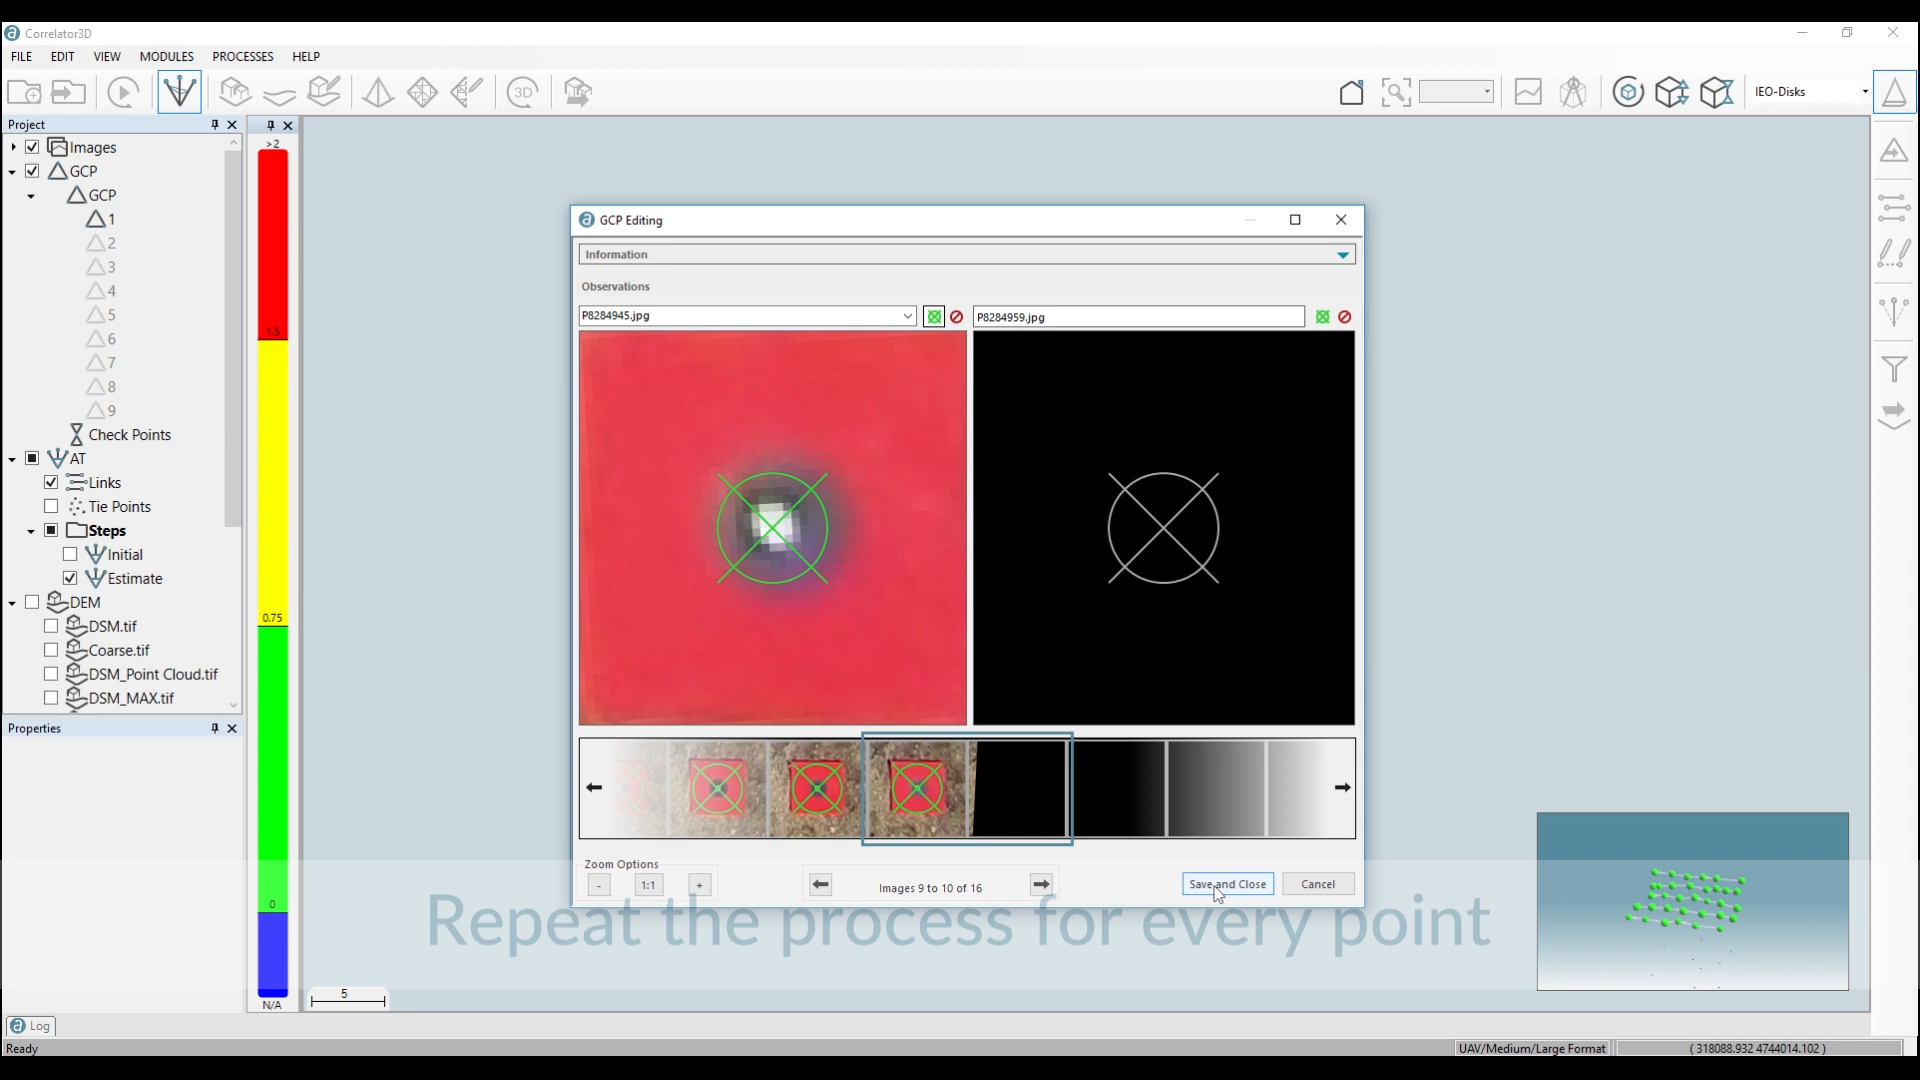 Correlator3D
FILE EDIT VIEW MODULES PROCESSES HELP
3D
IEO-Disks
Project
Images
GCP
GCP
1
2
3
4
5
6
7
8
9
Check Points
AT
Links
Tie Points
Steps
Initial
Estimate
DEM
DSM.tif
Coarse.tif
DSM_Point Cloud.tif
DSM_MAX.tif
Properties
>2
1.5
0.75
0
N/A
5
GCP Editing
Information
Observations
P8284945.jpg
P8284959.jpg
Zoom Options
- 1:1 +
Images 9 to 10 of 16
Save and Close Cancel
Repeat the process for every point
Log
Ready
UAV/Medium/Large Format
( 318088.932 4744014.102 )